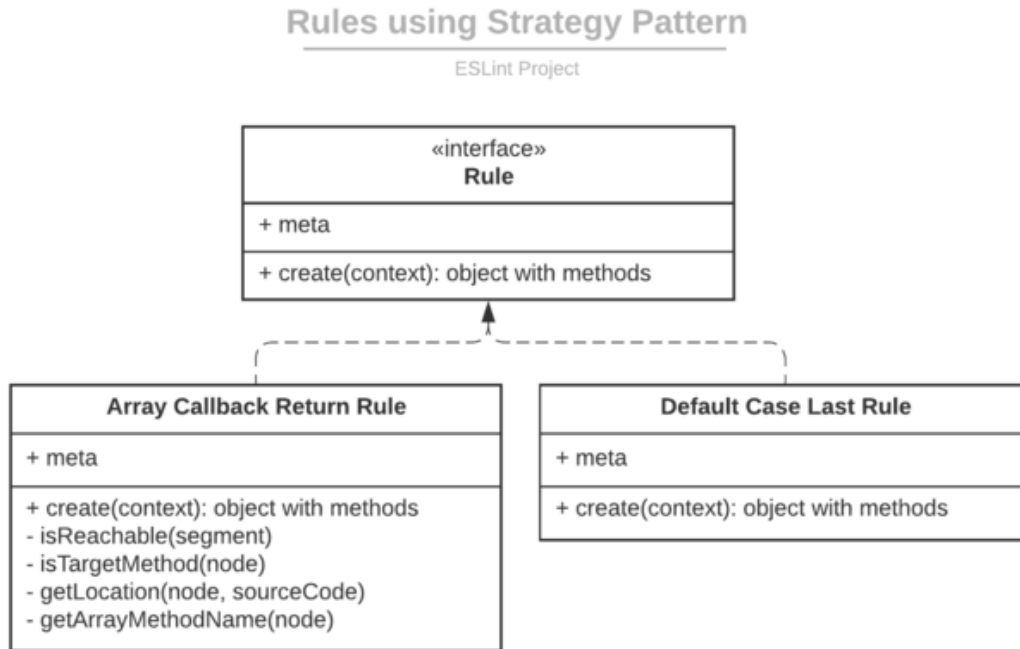 Rules using Strategy Pattern
ESLint Project
«interface»
Rule
+ meta
+ create(context): object with methods
Array Callback Return Rule
+ meta
+ create(context): object with methods
- isReachable(segment)
- isTargetMethod(node)
- getLocation(node, sourceCode)
- getArrayMethodName(node)
Default Case Last Rule
+ meta
+ create(context): object with methods